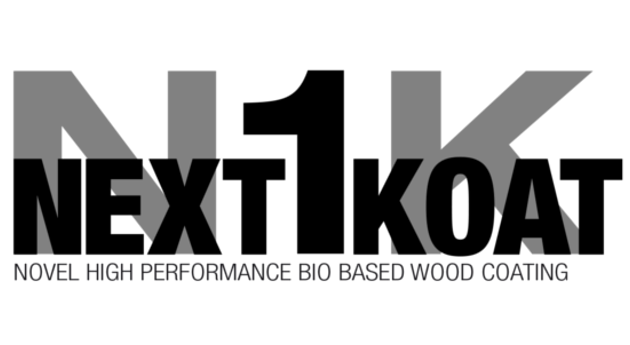 N1K
NEXT1KOAT
NOVEL HIGH PERFORMANCE BIO BASED WOOD COATING